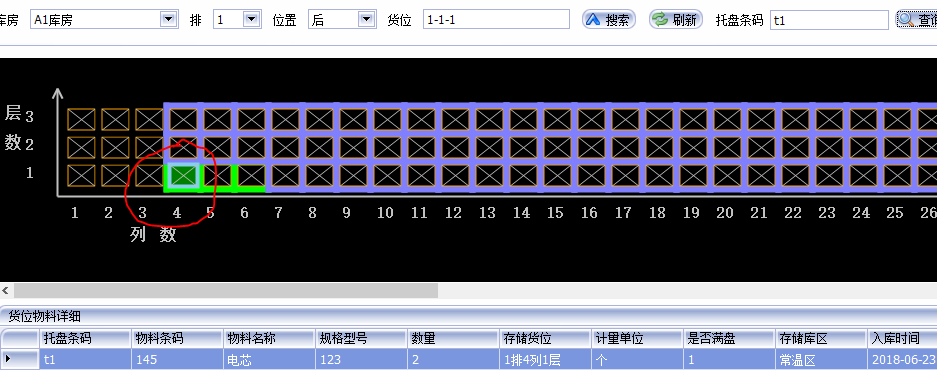 库房 A1库房 排 1 位置 后 货位 1-1-1 搜索 刷新 托盘条码 t1 查询
层 3
数 2
1
1 2 3 4 5 6 7 8 9 10 11 12 13 14 15 16 17 18 19 20 21 22 23 24 25 26
列 数
货位物料详细
托盘条码 物料条码 物料名称 规格型号 数量 存储货位 计量单位 是否满盘 存储库区 入库时间
t1 145 电芯 123 2 1排4列1层 个 1 常温区 2018-06-23